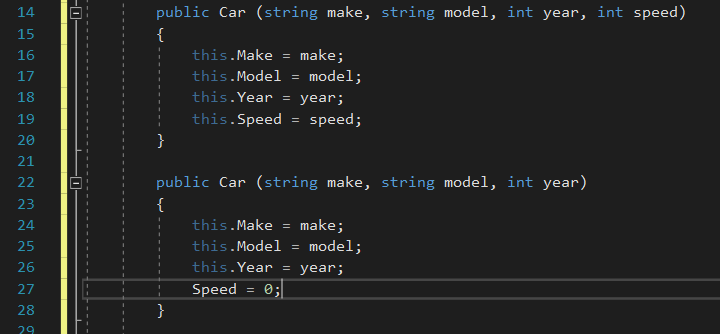 14 public Car (string make, string model, int year, int speed)
15 {
16 this.Make = make;
17 this.Model = model;
18 this.Year = year;
19 this.Speed = speed;
20 }
21
22 public Car (string make, string model, int year)
23 {
24 this.Make = make;
25 this.Model = model;
26 this.Year = year;
27 Speed = 0;
28 }
29